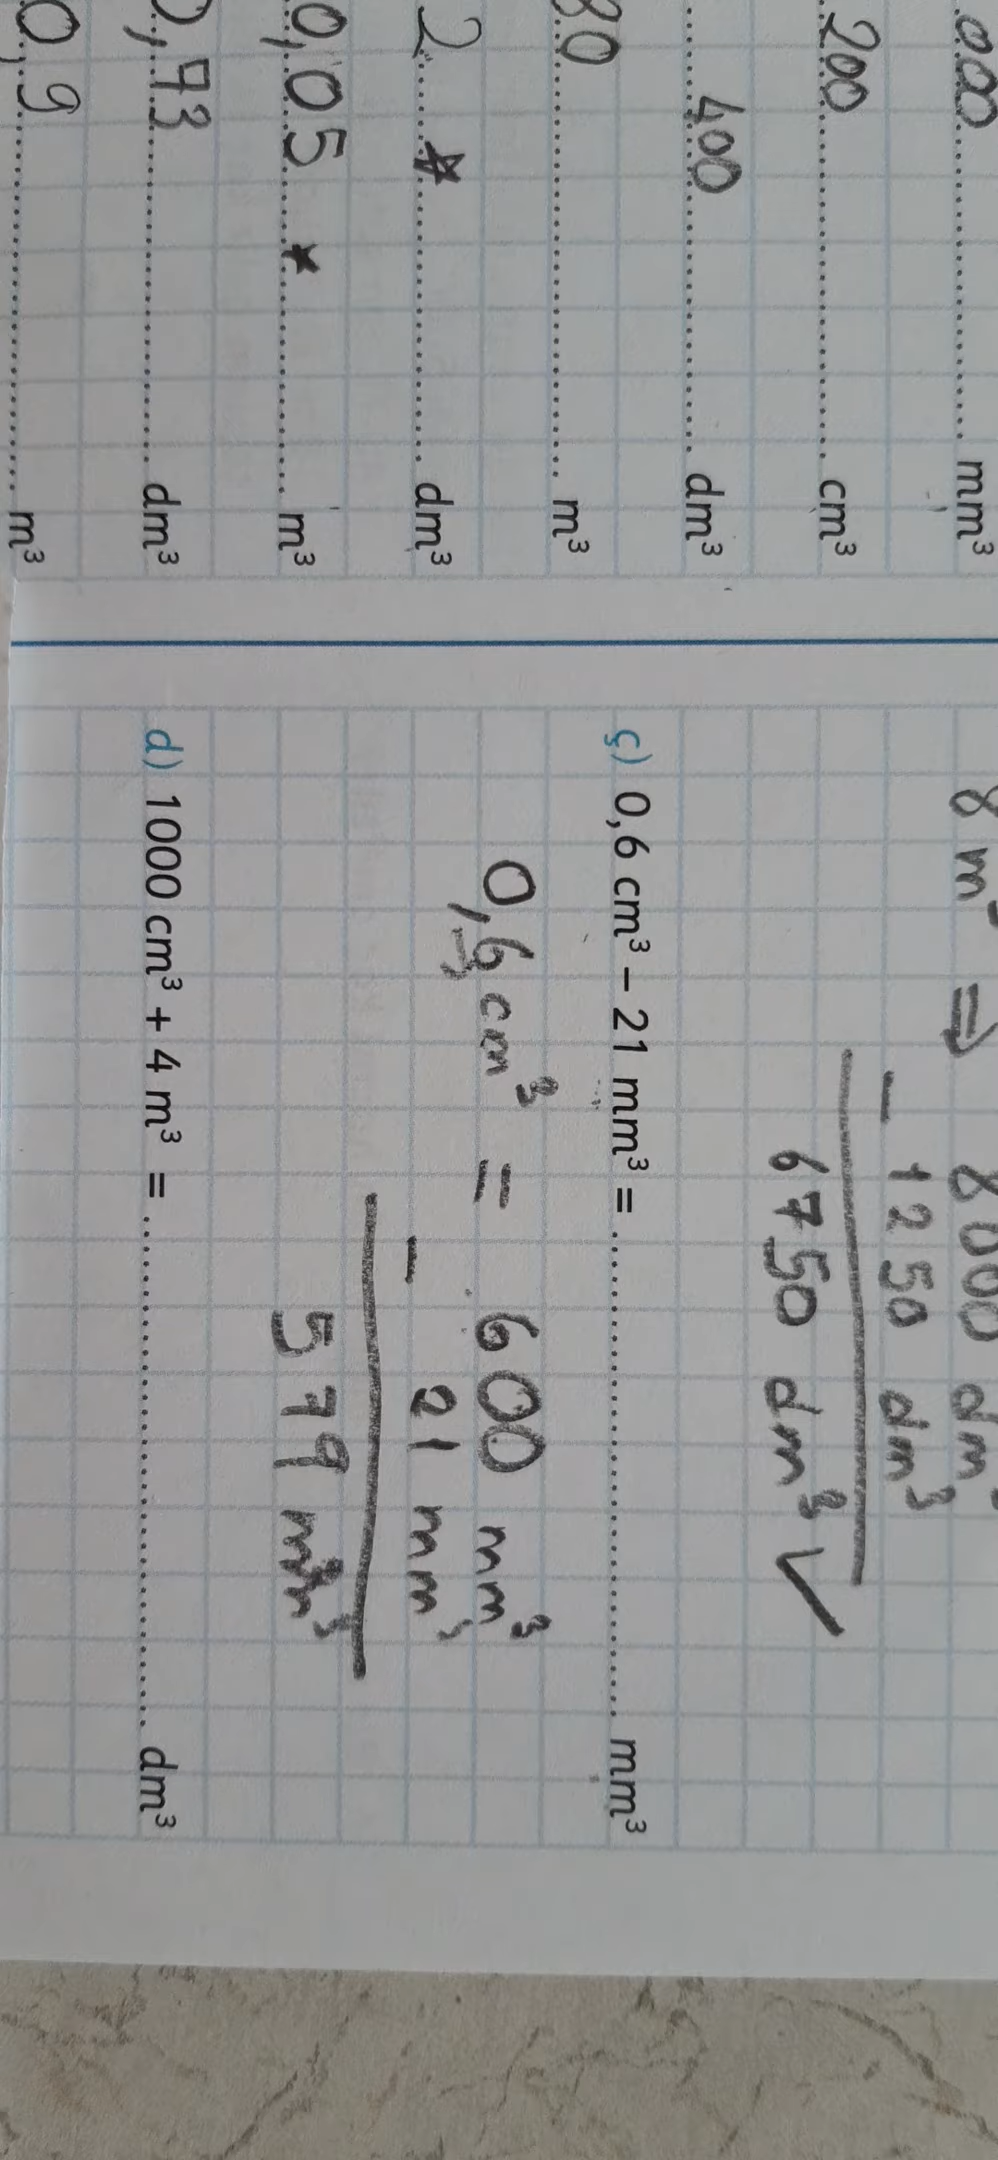 000 mm³
200 cm³
400 dm³
80 m³
2 dm³
0,05 m³
0,73 dm³
0,9 m³
8 m³ ⇒ 8000 dm³
- 1250 dm³
6750 dm³ ✓
ç) 0,6 cm³ – 21 mm³ = mm³
0,6 cm³ = 600 mm³
- 21 mm³
579 mm³
d) 1000 cm³ + 4 m³ = dm³